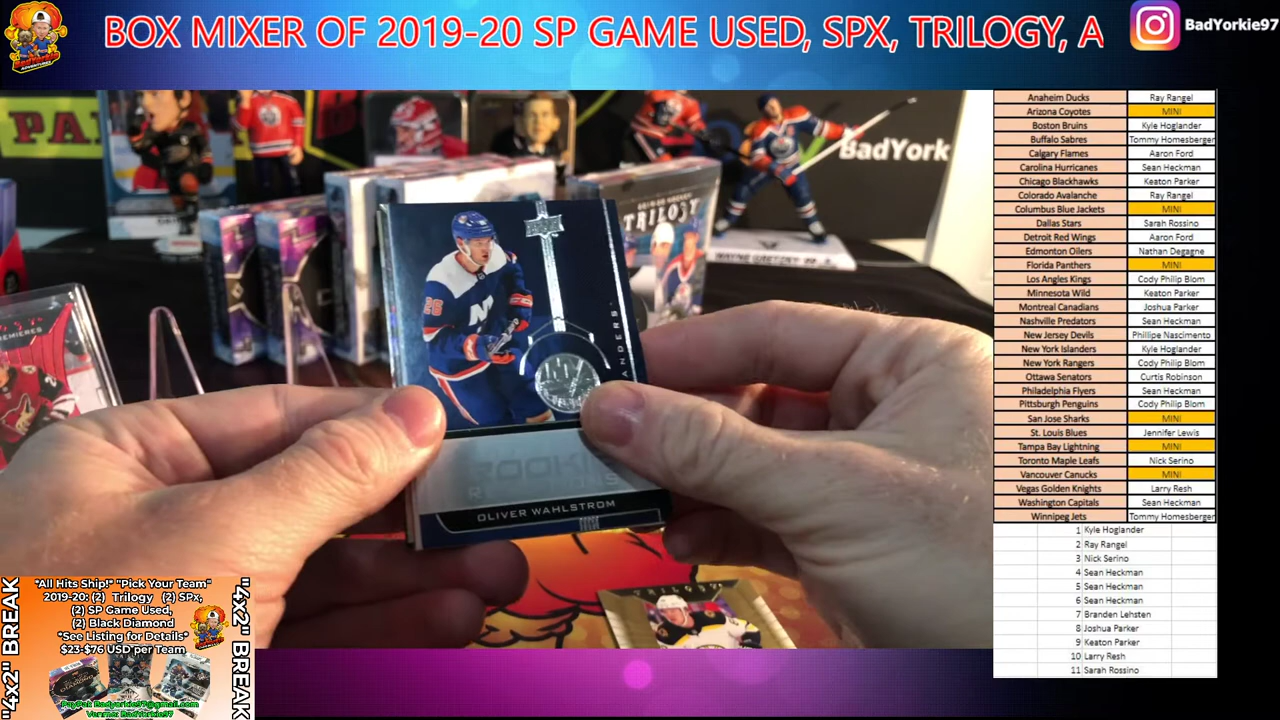 BOX MIXER OF 2019-20 SP GAME USED, SPX, TRILOGY, A
BadYorkie97
BadYork
TRILOGY
26
ANDERS
OLIVER WAHLSTROM
TRILOGY
Anaheim Ducks Ray Rangel
Arizona Coyotes MINI
Boston Bruins Kyle Hoglander
Buffalo Sabres Tommy Homesberger
Calgary Flames Aaron Ford
Carolina Hurricanes Sean Heckman
Chicago Blackhawks Keaton Parker
Colorado Avalanche Ray Rangel
Columbus Blue Jackets MINI
Dallas Stars Sarah Rossino
Detroit Red Wings Aaron Ford
Edmonton Oilers Nathan Degagne
Florida Panthers MINI
Los Angles Kings Cody Philip Blom
Minnesota Wild Keaton Parker
Montreal Canadians Joshua Parker
Nashville Predators Sean Heckman
New Jersey Devils Phillipe Nascimento
New York Islanders Kyle Hoglander
New York Rangers Cody Philip Blom
Ottawa Senators Curtis Robinson
Philadelphia Flyers Sean Heckman
Pittsburgh Penguins Cody Philip Blom
San Jose Sharks MINI
St. Louis Blues Jennifer Lewis
Tampa Bay Lightning MINI
Toronto Maple Leafs Nick Serino
Vancouver Canucks MINI
Vegas Golden Knights Larry Resh
Washington Capitals Sean Heckman
Winnipeg Jets Tommy Homesberger
1 Kyle Hoglander
2 Ray Rangel
3 Nick Serino
4 Sean Heckman
5 Sean Heckman
6 Sean Heckman
7 Branden Lehsten
8 Joshua Parker
9 Keaton Parker
10 Larry Resh
11 Sarah Rossino
"4x2" BREAK
"All Hits Ship!" "Pick Your Team"
2019-20: (2) Trilogy (2) SPx,
(2) SP Game Used,
(2) Black Diamond
"See Listing for Details"
$23-$76 USD per Team
PayPak Badyorkie97@gmail.com
Venmo: BadYorkie97
"4x2" BREAK